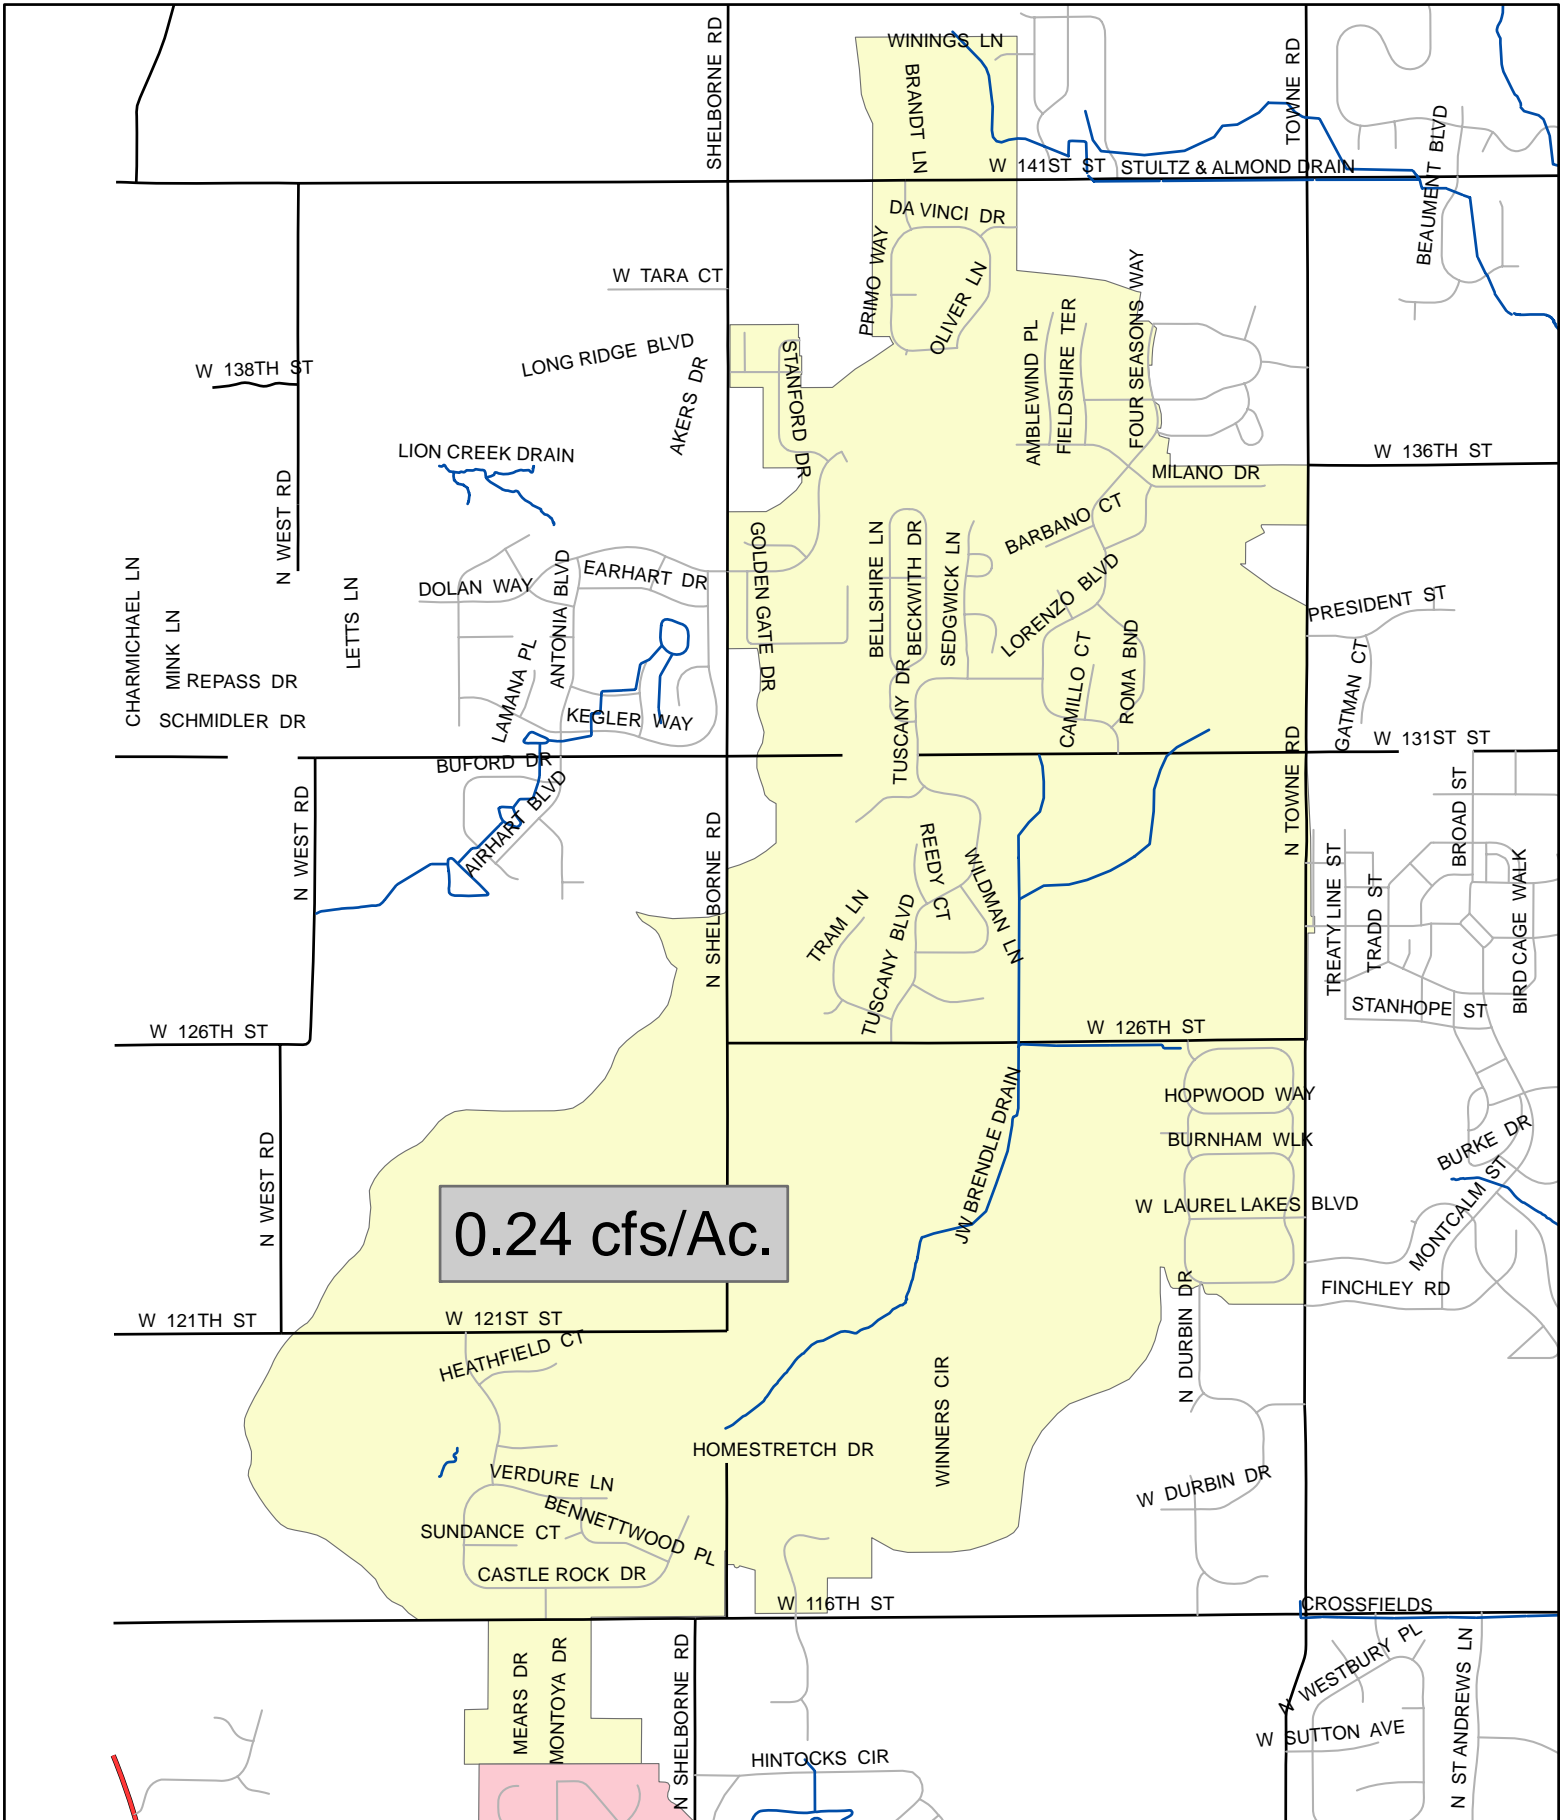 WININGS LN
SHELBORNE RD
TOWNE RD
BRANDT LN
BEAUMENT BLVD
W 141ST ST
STULTZ & ALMOND DRAIN
DA VINCI DR
PRIMO WAY
OLIVER LN
FOUR SEASONS WAY
W TARA CT
AMBLEWIND PL
FIELDSHIRE TER
LONG RIDGE BLVD
STANFORD DR
W 138TH ST
AKERS DR
LION CREEK DRAIN
W 136TH ST
MILANO DR
N WEST RD
BARBANO CT
GOLDEN GATE DR
BELLSHIRE LN
BECKWITH DR
SEDGWICK LN
CHARMICHAEL LN
MINK LN
LETTS LN
DOLAN WAY
ANTONIA BLVD
EARHART DR
LORENZO BLVD
PRESIDENT ST
REPASS DR
SCHMIDLER DR
LAMANA PL
KEGLER WAY
TUSCANY DR
CAMILLO CT
ROMA BND
GATMAN CT
W 131ST ST
BUFORD DR
N WEST RD
AIRHART BLVD
N SHELBORNE RD
N TOWNE RD
BROAD ST
REEDY CT
WILDMAN LN
TRAM LN
TUSCANY BLVD
TREATY LINE ST
TRADD ST
BIRD CAGE WALK
STANHOPE ST
W 126TH ST
W 126TH ST
JW BRENDLE DRAIN
HOPWOOD WAY
BURNHAM WLK
BURKE DR
N WEST RD
W LAUREL LAKES BLVD
MONTCALM ST
0.24 cfs/Ac.
N DURBIN DR
FINCHLEY RD
W 121TH ST
W 121ST ST
HEATHFIELD CT
WINNERS CIR
HOMESTRETCH DR
VERDURE LN
W DURBIN DR
BENNETTWOOD PL
SUNDANCE CT
CASTLE ROCK DR
W 116TH ST
CROSSFIELDS
MEARS DR
MONTOYA DR
N SHELBORNE RD
N WESTBURY PL
N ST ANDREWS LN
W SUTTON AVE
HINTOCKS CIR